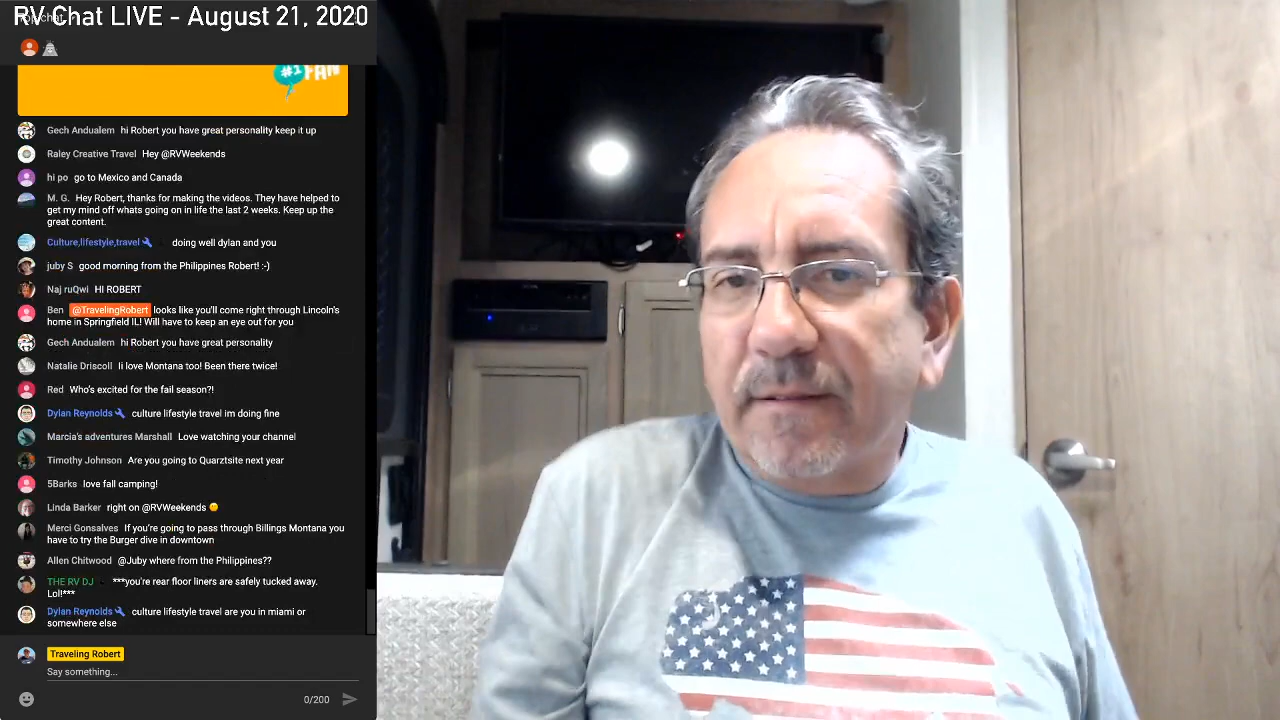 RV Chat LIVE - August 21, 2020
#1
FAN
Gech Andualem hi Robert you have great personality keep it up
Raley Creative Travel Hey @RVWeekends
hi po go to Mexico and Canada
M. G. Hey Robert, thanks for making the videos. They have helped to
get my mind off whats going on in life the last 2 weeks. Keep up the
great content.
Culture,lifestyle,travel doing well dylan and you
juby S good morning from the Philippines Robert! :-)
Naj ruQwi HI ROBERT
Ben @TravelingRobert looks like you'll come right through Lincoln's
home in Springfield IL! Will have to keep an eye out for you
Gech Andualem hi Robert you have great personality
Natalie Driscoll Ii love Montana too! Been there twice!
Red Who's excited for the fall season?!
Dylan Reynolds culture lifestyle travel im doing fine
Marcia's adventures Marshall Love watching your channel
Timothy Johnson Are you going to Quartzsite next year
5Barks love fall camping!
Linda Barker right on @RVWeekends
Merci Gonsalves If you're going to pass through Billings Montana you
have to try the Burger dive in downtown
Allen Chitwood @Juby where from the Philippines??
THE RV DJ ***you're rear floor liners are safely tucked away.
Lol!***
Dylan Reynolds culture lifestyle travel are you in miami or
somewhere else
Traveling Robert
Say something...
0/200